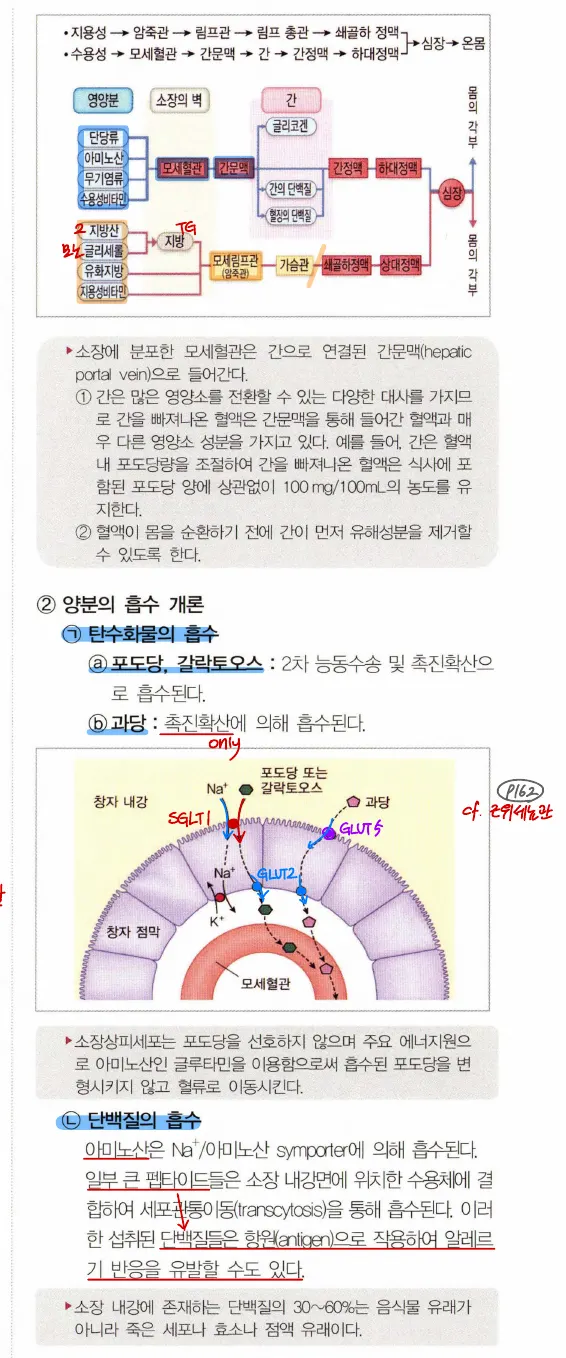 • 지용성 → 암죽관 → 림프관 → 림프 총관 → 쇄골하 정맥
• 수용성 → 모세혈관 → 간문맥 → 간 → 간정맥 → 하대정맥
→ 심장 → 온몸
영양분
소장의 벽
간
몸의 각부
단당류
아미노산
무기염류
수용성비타민
모세혈관
간문맥
글리코겐
간의 단백질
혈장의 단백질
간정맥
하대정맥
심장
2 지방산
모노 글리세롤
유화지방
지용성비타민
지방 TG
모세림프관
(암죽관)
가슴관
쇄골하정맥
상대정맥
몸의 각부
▸소장에 분포한 모세혈관은 간으로 연결된 간문맥(hepatic
portal vein)으로 들어간다.
① 간은 많은 영양소를 전환할 수 있는 다양한 대사를 가지므
로 간을 빠져나온 혈액은 간문맥을 통해 들어간 혈액과 매
우 다른 영양소 성분을 가지고 있다. 예를 들어, 간은 혈액
내 포도당량을 조절하여 간을 빠져나온 혈액은 식사에 포
함된 포도당 양에 상관없이 100mg/100mL의 농도를 유
지한다.
② 혈액이 몸을 순환하기 전에 간이 먼저 유해성분을 제거할
수 있도록 한다.
② 양분의 흡수 개론
㉠ 탄수화물의 흡수
ⓐ 포도당, 갈락토오스 : 2차 능동수송 및 촉진확산으
로 흡수된다.
ⓑ 과당 : 촉진확산에 의해 흡수된다.
only
창자 내강
Na⁺
포도당 또는
갈락토오스
과당
P162
cf. 근위세뇨관
SGLT1
GLUT5
Na⁺
GLUT2
K⁺
창자 점막
모세혈관
▸소장상피세포는 포도당을 선호하지 않으며 주요 에너지원으
로 아미노산인 글루타민을 이용함으로써 흡수된 포도당을 변
형시키지 않고 혈류로 이동시킨다.
㉡ 단백질의 흡수
아미노산은 Na⁺/아미노산 symporter에 의해 흡수된다.
일부 큰 펩타이드들은 소장 내강면에 위치한 수용체에 결
합하여 세포관통이동(transcytosis)을 통해 흡수된다. 이러
한 섭취된 단백질들은 항원(antigen)으로 작용하여 알레르
기 반응을 유발할 수도 있다.
▸소장 내강에 존재하는 단백질의 30~60%는 음식물 유래가
아니라 죽은 세포나 효소나 점액 유래이다.